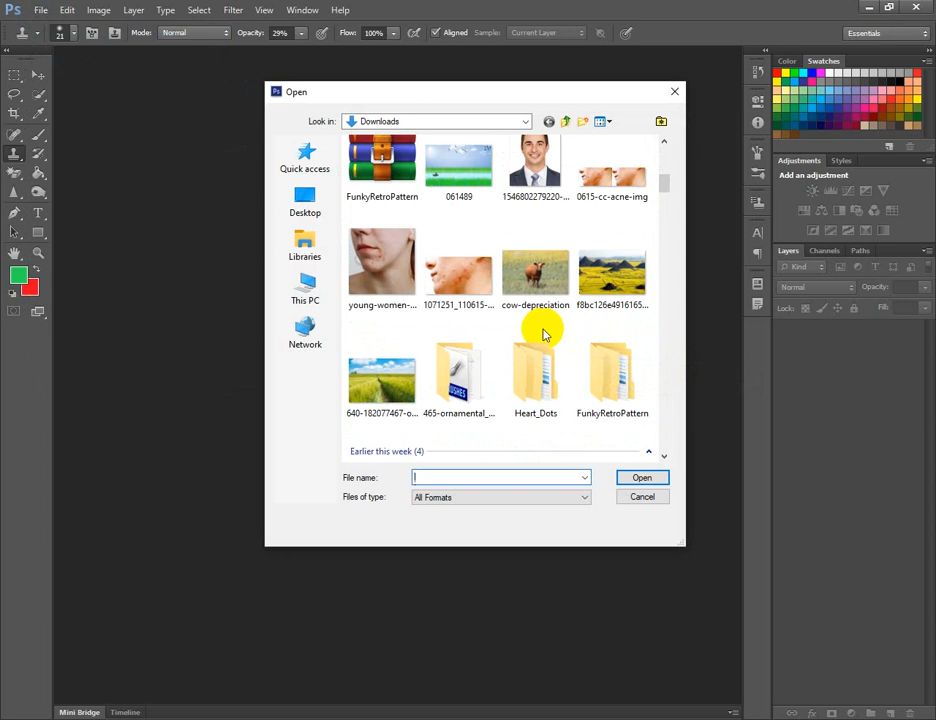 Ps File Edit Image Layer Type Select Filter View Window Help
21 Mode: Normal Opacity: 29% Flow: 100% Aligned Sample: Current Layer Essentials
Ps Open
Look in: Downloads
Quick access
Desktop
Libraries
This PC
Network
FunkyRetroPattern 061489 1546802279220-... 0615-cc-acne-img
young-women-... 1071251_110615-... cow-depreciation f8bc126e4916165...
BRUSHES
640-182077467-o... 465-ornamental_... Heart_Dots FunkyRetroPattern
Earlier this week (4)
File name: Open
Files of type: All Formats Cancel
Color Swatches
Adjustments Styles
Add an adjustment
Layers Channels Paths
Kind
Normal Opacity:
Lock: Fill:
Mini Bridge Timeline